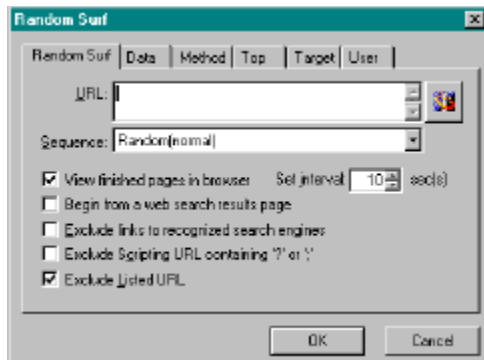 Random Surf
Random Surf Data Method Top Target User
URL:
Sequence: Random(normal)
View finished pages in browser Set interval: 10 sec(s)
Begin from a web search results page
Exclude links to recognized search engines
Exclude Scripting URL containing '?' or ';'
Exclude Listed URL
OK Cancel